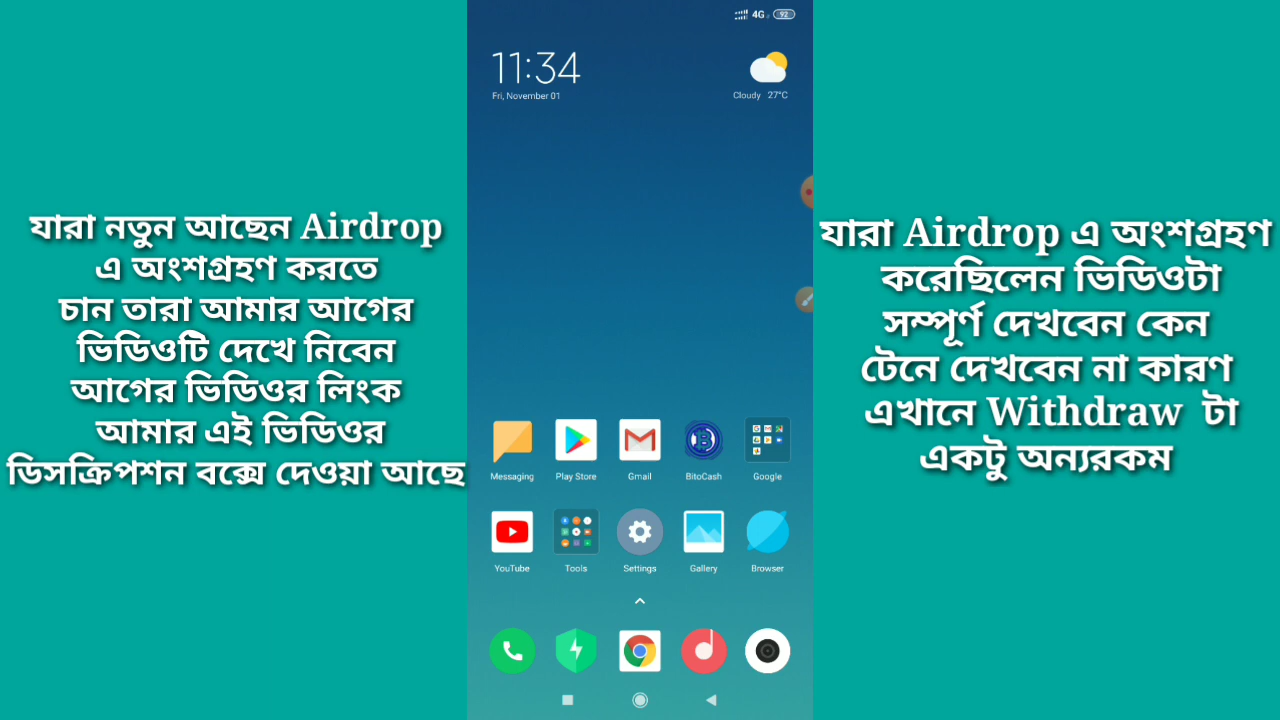 যারা নতুন আছেন Airdrop
এ অংশগ্রহণ করতে
চান তারা আমার আগের
ভিডিওটি দেখে নিবেন
আগের ভিডিওর লিংক
আমার এই ভিডিওর
ডিসক্রিপশন বক্সে দেওয়া আছে
4G 92
11:34
Fri, November 01
Cloudy 27°C
Messaging Play Store Gmail BitoCash Google
YouTube Tools Settings Gallery Browser
যারা Airdrop এ অংশগ্রহণ
করেছিলেন ভিডিওটা
সম্পূর্ণ দেখবেন কেন
টেনে দেখবেন না কারণ
এখানে Withdraw টা
একটু অন্যরকম